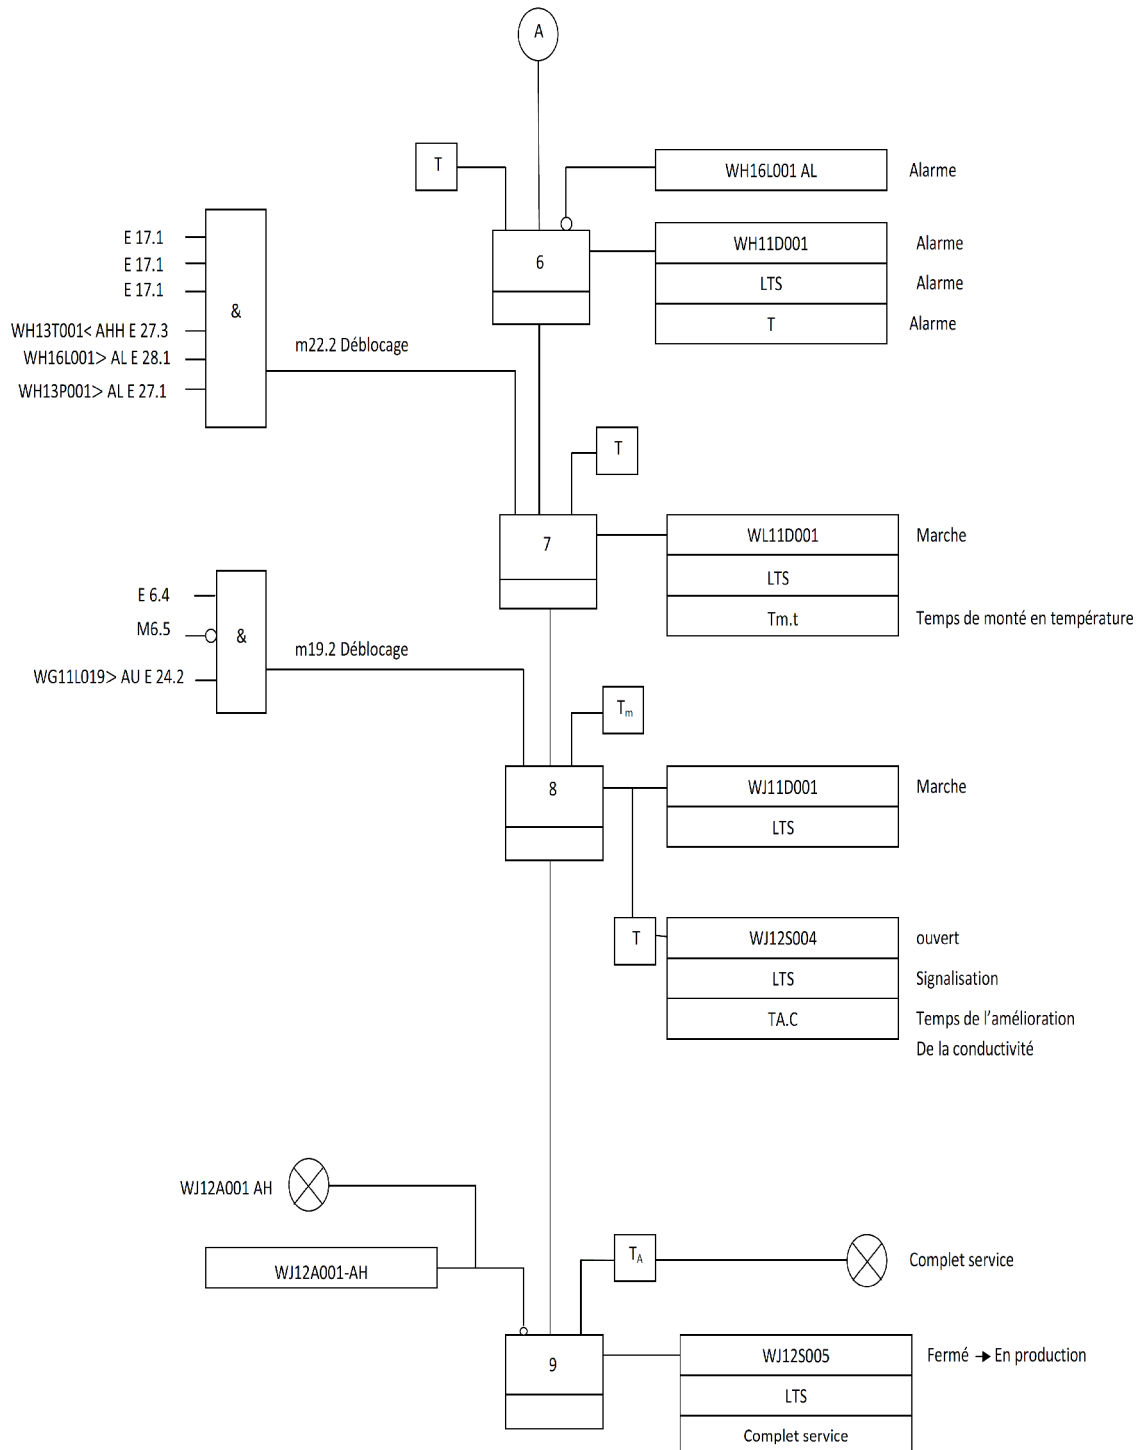 A
T
WH16L001 AL Alarme
E 17.1
E 17.1
E 17.1
WH13T001< AHH E 27.3
WH16L001> AL E 28.1
WH13P001> AL E 27.1
&
m22.2 Déblocage
6
WH11D001 Alarme
LTS Alarme
T Alarme
T
7
WL11D001 Marche
LTS
Tm.t Temps de monté en température
E 6.4
M6.5
WG11L019> AU E 24.2
&
m19.2 Déblocage
Tm
8
WJ11D001 Marche
LTS
T
WJ12S004 ouvert
LTS Signalisation
TA.C Temps de l'amélioration
De la conductivité
WJ12A001 AH
WJ12A001-AH
TA
Complet service
9
WJ12S005 Fermé → En production
LTS
Complet service